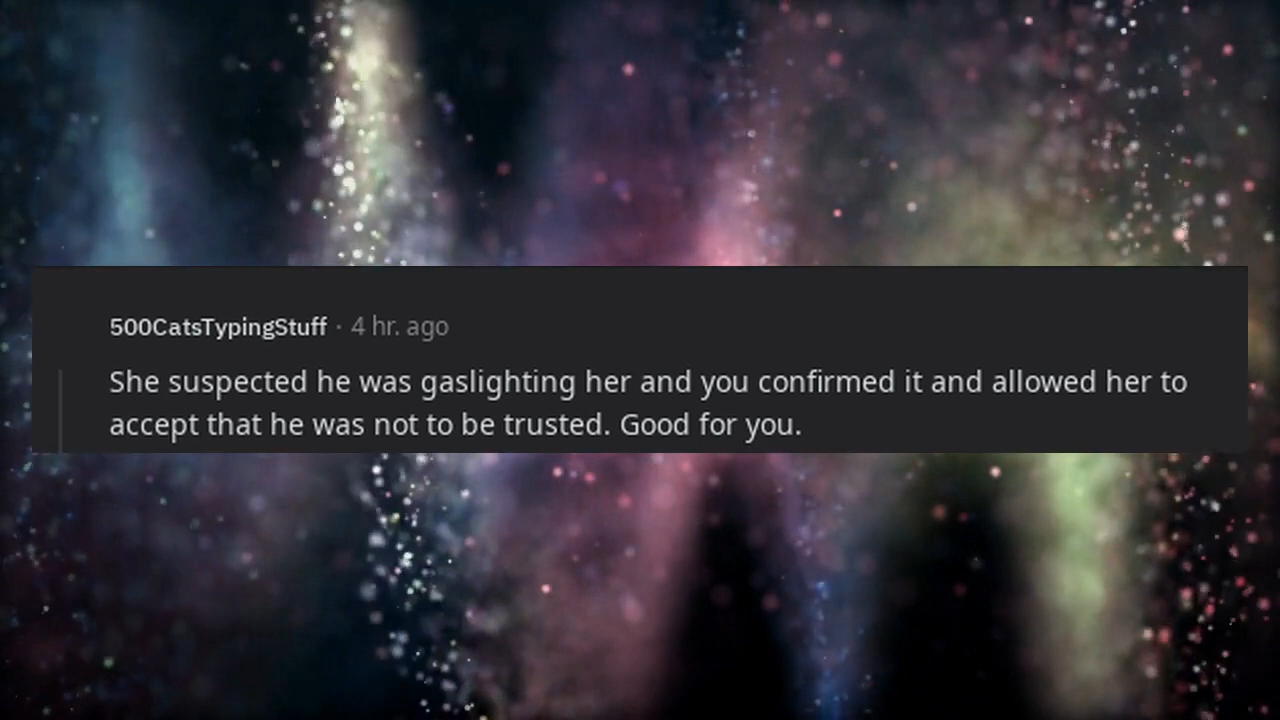 500CatsTypingStuff · 4 hr. ago
She suspected he was gaslighting her and you confirmed it and allowed her to
accept that he was not to be trusted. Good for you.